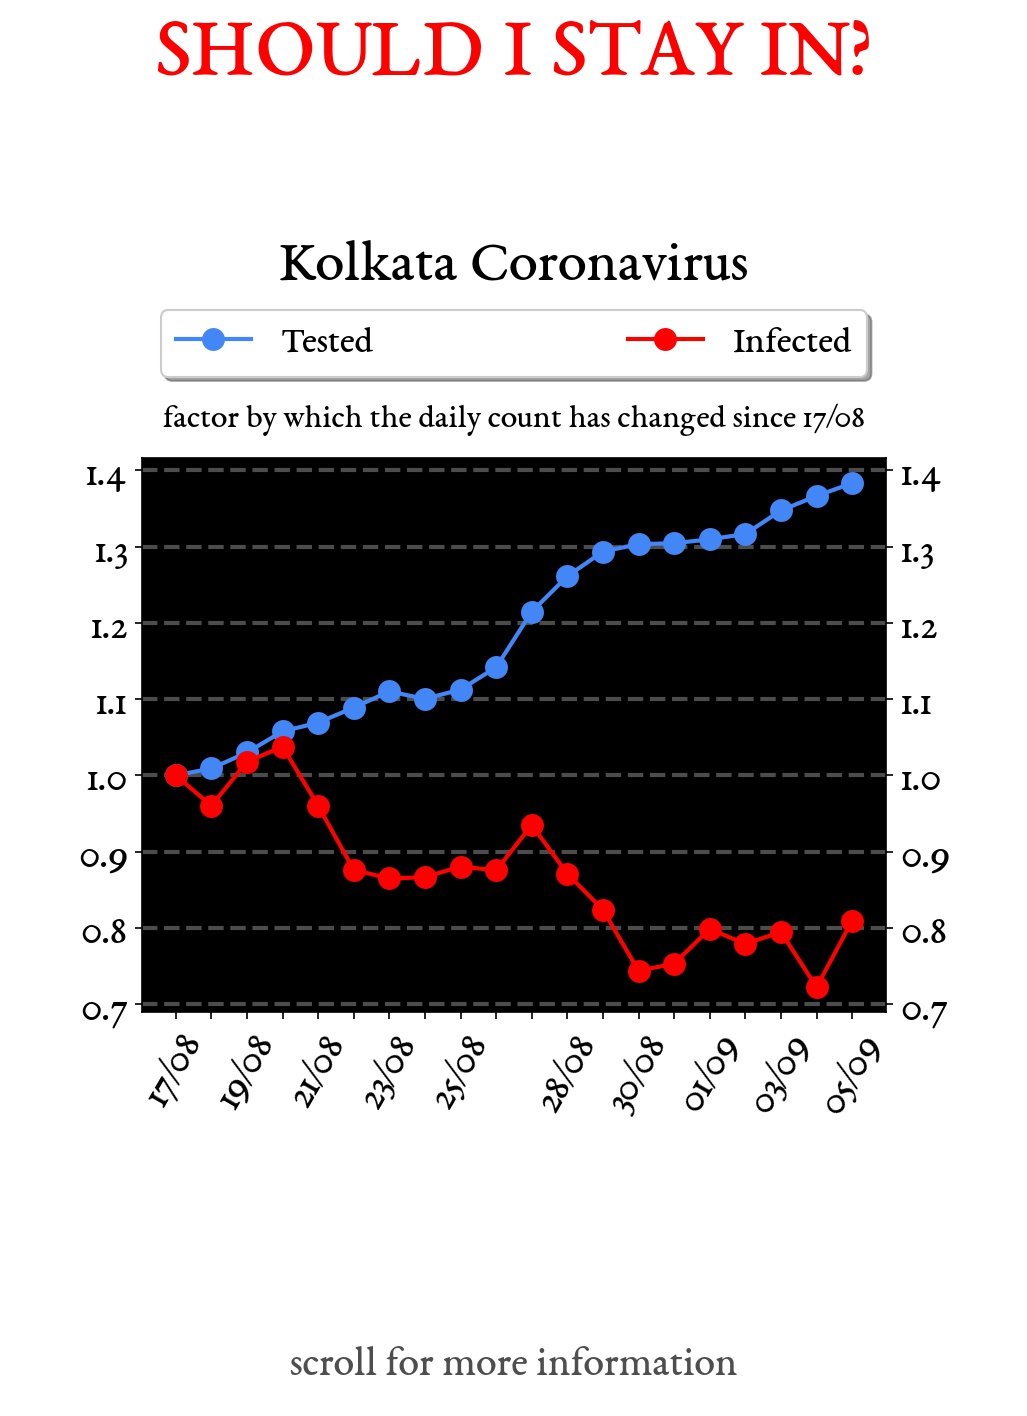 SHOULD I STAY IN?
Kolkata Coronavirus
Tested Infected
factor by which the daily count has changed since 17/08
1.4 1.4
1.3 1.3
1.2 1.2
1.1 1.1
1.0 1.0
0.9 0.9
0.8 0.8
0.7 0.7
17/08 19/08 21/08 23/08 25/08 28/08 30/08 01/09 03/09 05/09
scroll for more information